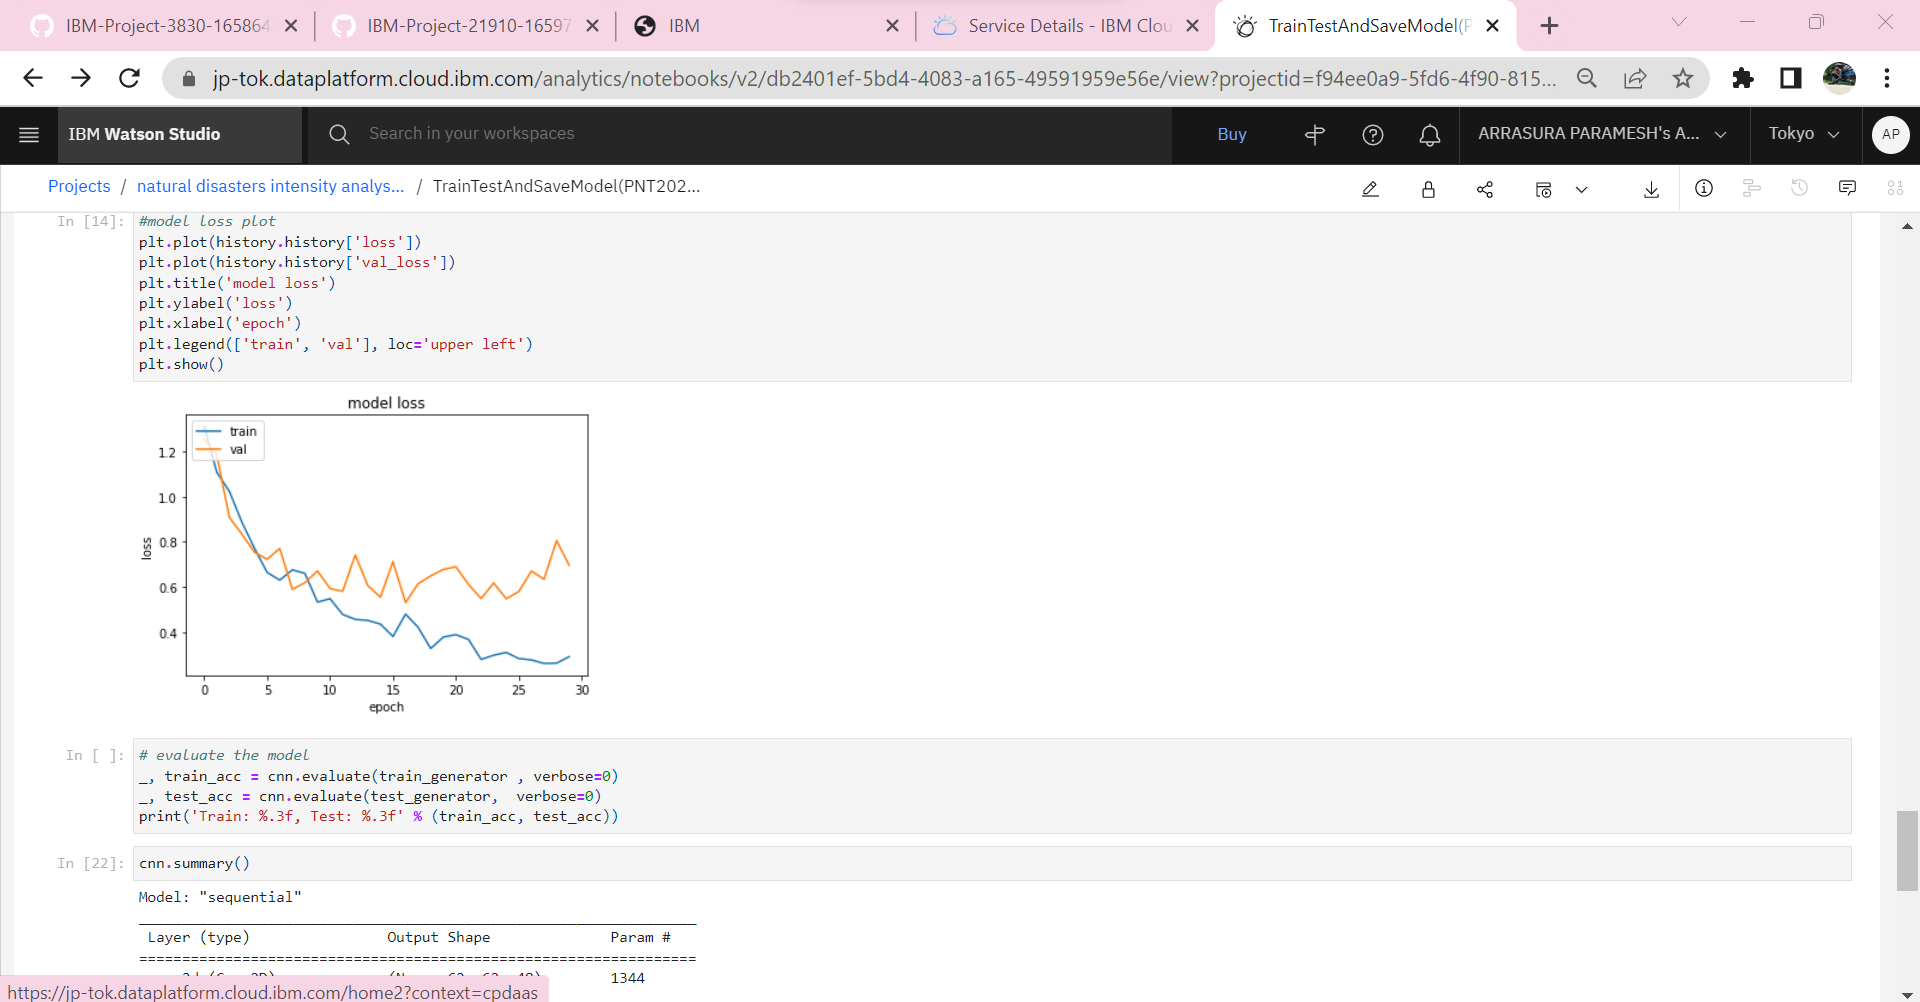 IBM-Project-3830-165864
IBM-Project-21910-16597
IBM
Service Details - IBM Clou
TrainTestAndSaveModel(P
jp-tok.dataplatform.cloud.ibm.com/analytics/notebooks/v2/db2401ef-5bd4-4083-a165-49591959e56e/view?projectid=f94ee0a9-5fd6-4f90-815...
IBM Watson Studio
Search in your workspaces
Buy
ARRASURA PARAMESH's A...
Tokyo
AP
Projects / natural disasters intensity analys... / TrainTestAndSaveModel(PNT202...
In [14]:
#model loss plot
plt.plot(history.history['loss'])
plt.plot(history.history['val_loss'])
plt.title('model loss')
plt.ylabel('loss')
plt.xlabel('epoch')
plt.legend(['train', 'val'], loc='upper left')
plt.show()
model loss
train
val
1.2
1.0
0.8
0.6
0.4
loss
0 5 10 15 20 25 30
epoch
In [ ]:
# evaluate the model
_, train_acc = cnn.evaluate(train_generator , verbose=0)
_, test_acc = cnn.evaluate(test_generator,  verbose=0)
print('Train: %.3f, Test: %.3f' % (train_acc, test_acc))
In [22]:
cnn.summary()
Model: "sequential"
Layer (type) Output Shape Param #
1344
https://jp-tok.dataplatform.cloud.ibm.com/home2?context=cpdaas